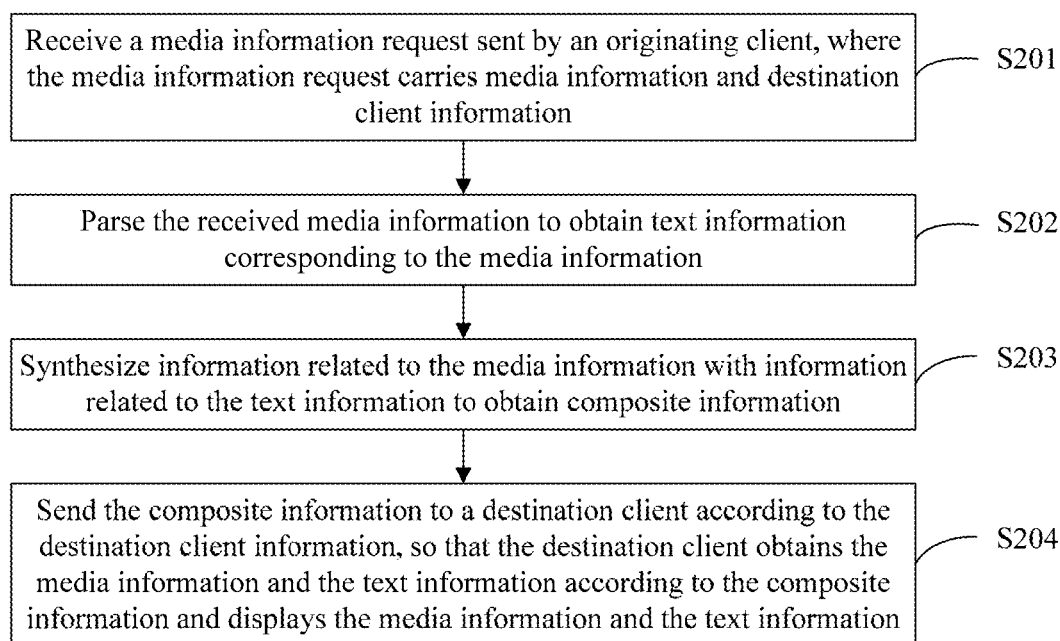 Receive a media information request sent by an originating client, where
the media information request carries media information and destination
client information
S201
Parse the received media information to obtain text information
corresponding to the media information
S202
Synthesize information related to the media information with information
related to the text information to obtain composite information
S203
Send the composite information to a destination client according to the
destination client information, so that the destination client obtains the
media information and the text information according to the composite
information and displays the media information and the text information
S204